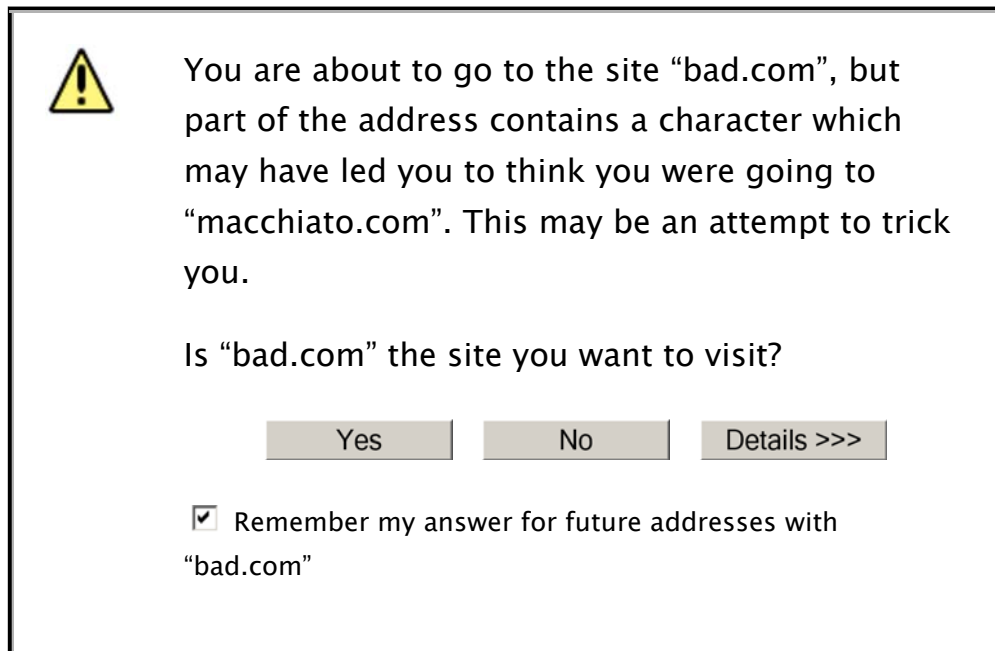 You are about to go to the site “bad.com”, but
part of the address contains a character which
may have led you to think you were going to
“macchiato.com”. This may be an attempt to trick
you.
Is “bad.com” the site you want to visit?
Yes No Details >>>
Remember my answer for future addresses with
“bad.com”